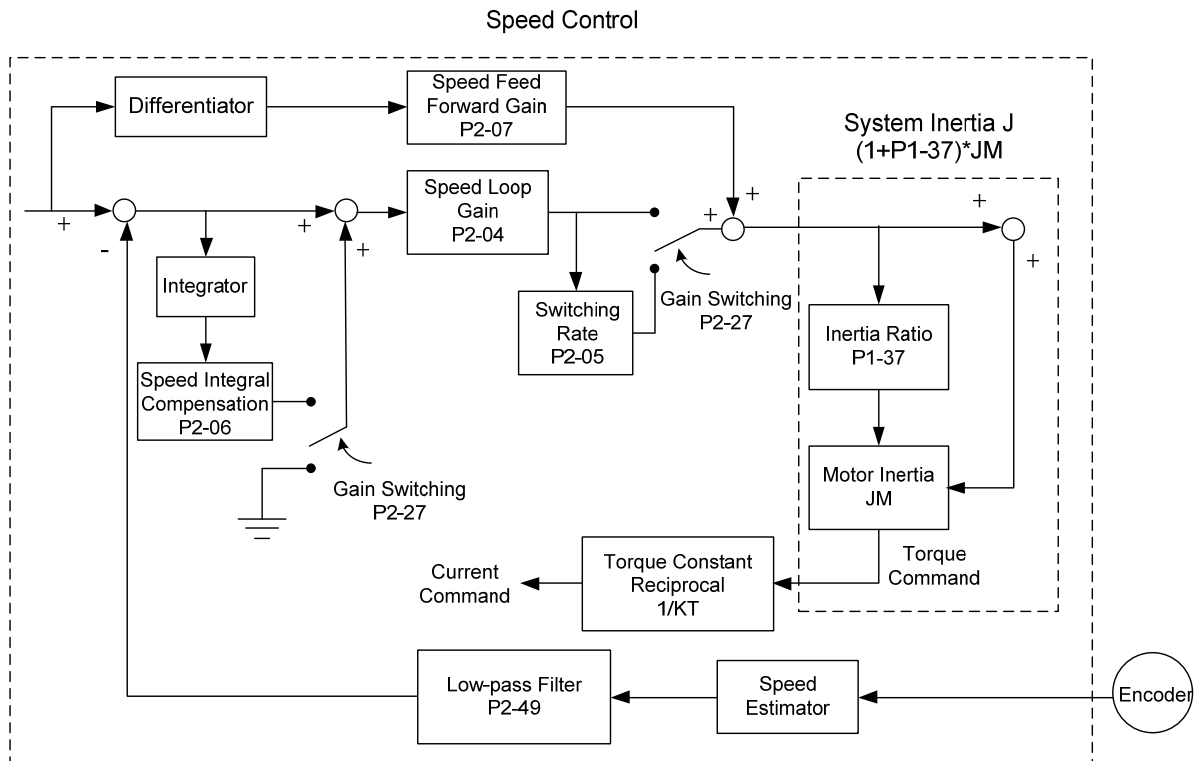 Speed Control
Differentiator
Speed Feed
Forward Gain
P2-07
System Inertia J
(1+P1-37)*JM
+
-
+
+
Speed Loop
Gain
P2-04
+
+
+
+
Integrator
Switching
Rate
P2-05
Gain Switching
P2-27
Inertia Ratio
P1-37
Speed Integral
Compensation
P2-06
Gain Switching
P2-27
Motor Inertia
JM
Torque
Command
Torque Constant
Reciprocal
1/KT
Current
Command
Low-pass Filter
P2-49
Speed
Estimator
Encoder